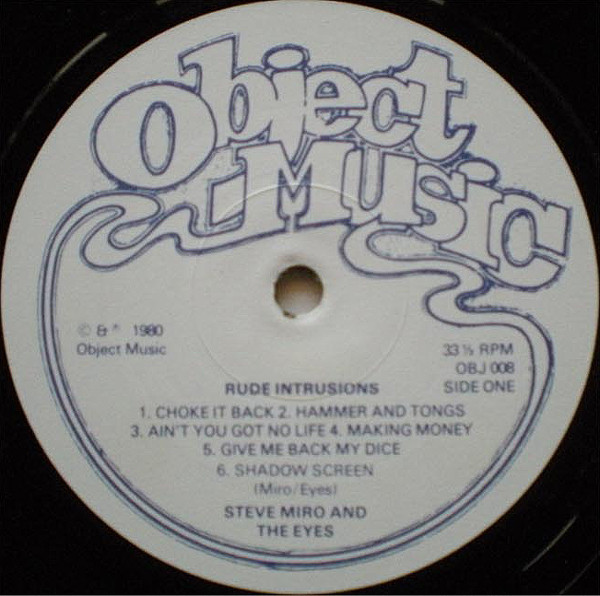 Object
Music
© & ℗ 1980
Object Music
33 ⅓ RPM
OBJ 008
SIDE ONE
RUDE INTRUSIONS
1. CHOKE IT BACK 2. HAMMER AND TONGS
3. AIN'T YOU GOT NO LIFE 4. MAKING MONEY
5. GIVE ME BACK MY DICE
6. SHADOW SCREEN
(Miro/Eyes)
STEVE MIRO AND
THE EYES